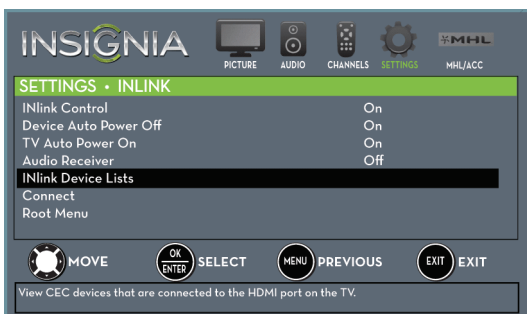 INSIGNIA
PICTURE AUDIO CHANNELS SETTINGS MHL MHL/ACC
SETTINGS • INLINK
INlink Control On
Device Auto Power Off On
TV Auto Power On On
Audio Receiver Off
INlink Device Lists
Connect
Root Menu
MOVE OK ENTER SELECT MENU PREVIOUS EXIT EXIT
View CEC devices that are connected to the HDMI port on the TV.